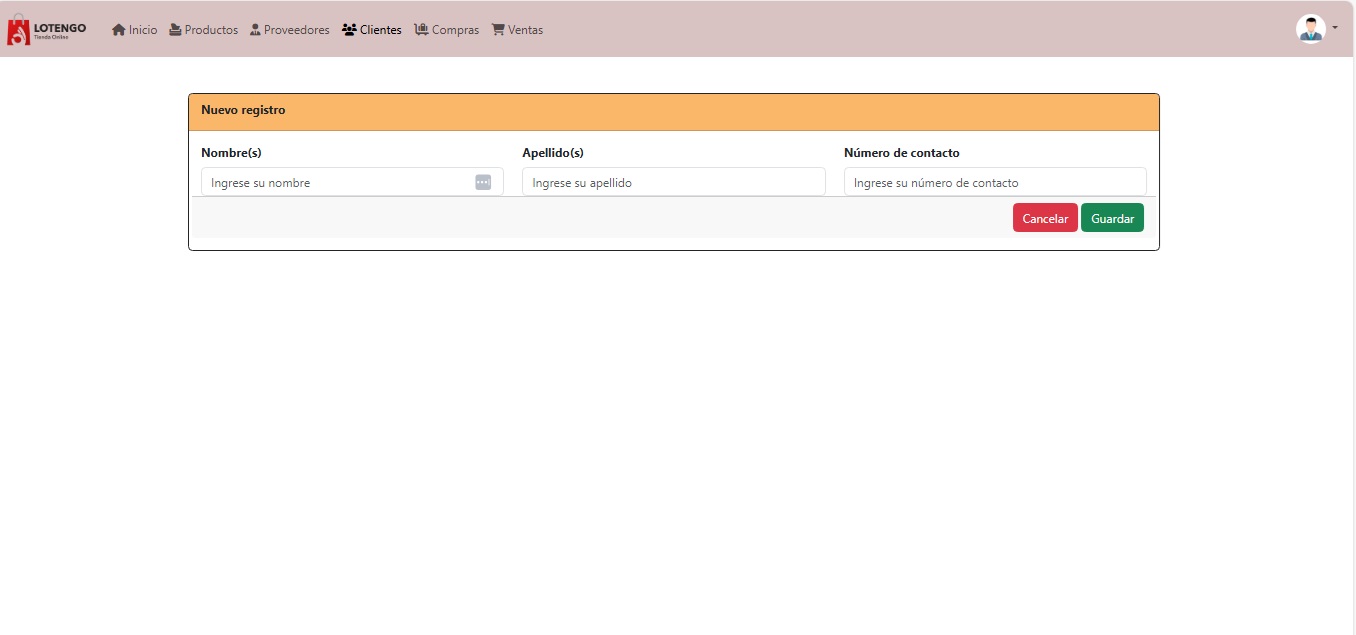 LOTENGO
Tienda Online
Inicio Productos Proveedores Clientes Compras Ventas
Nuevo registro
Nombre(s) Apellido(s) Número de contacto
Ingrese su nombre Ingrese su apellido Ingrese su número de contacto
Cancelar Guardar